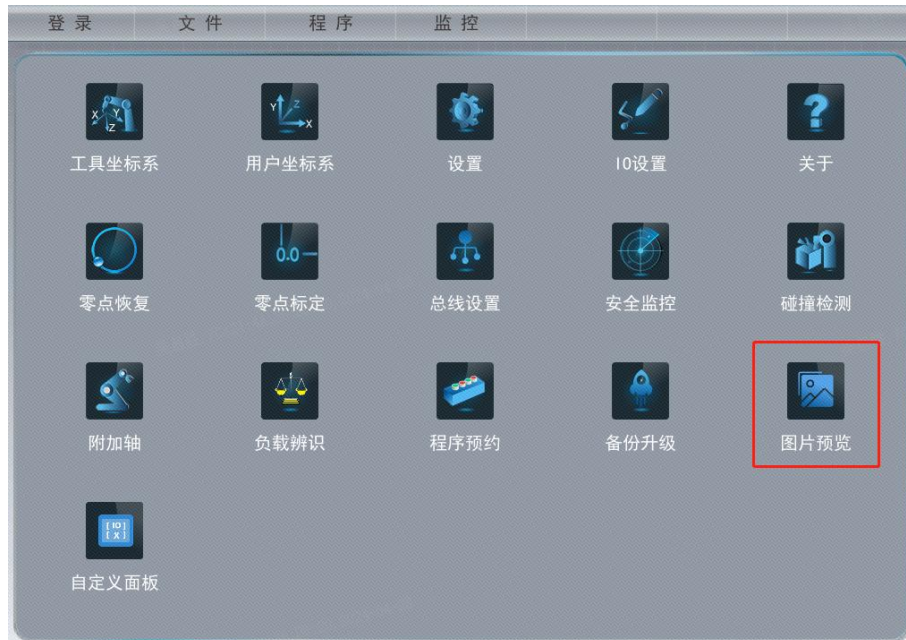 登录 文件 程序 监控
X Y Z Y Z X
工具坐标系 用户坐标系 设置 IO设置 关于
0.0
零点恢复 零点标定 总线设置 安全监控 碰撞检测
附加轴 负载辨识 程序预约 备份升级 图片预览
[IO]
[X]
自定义面板